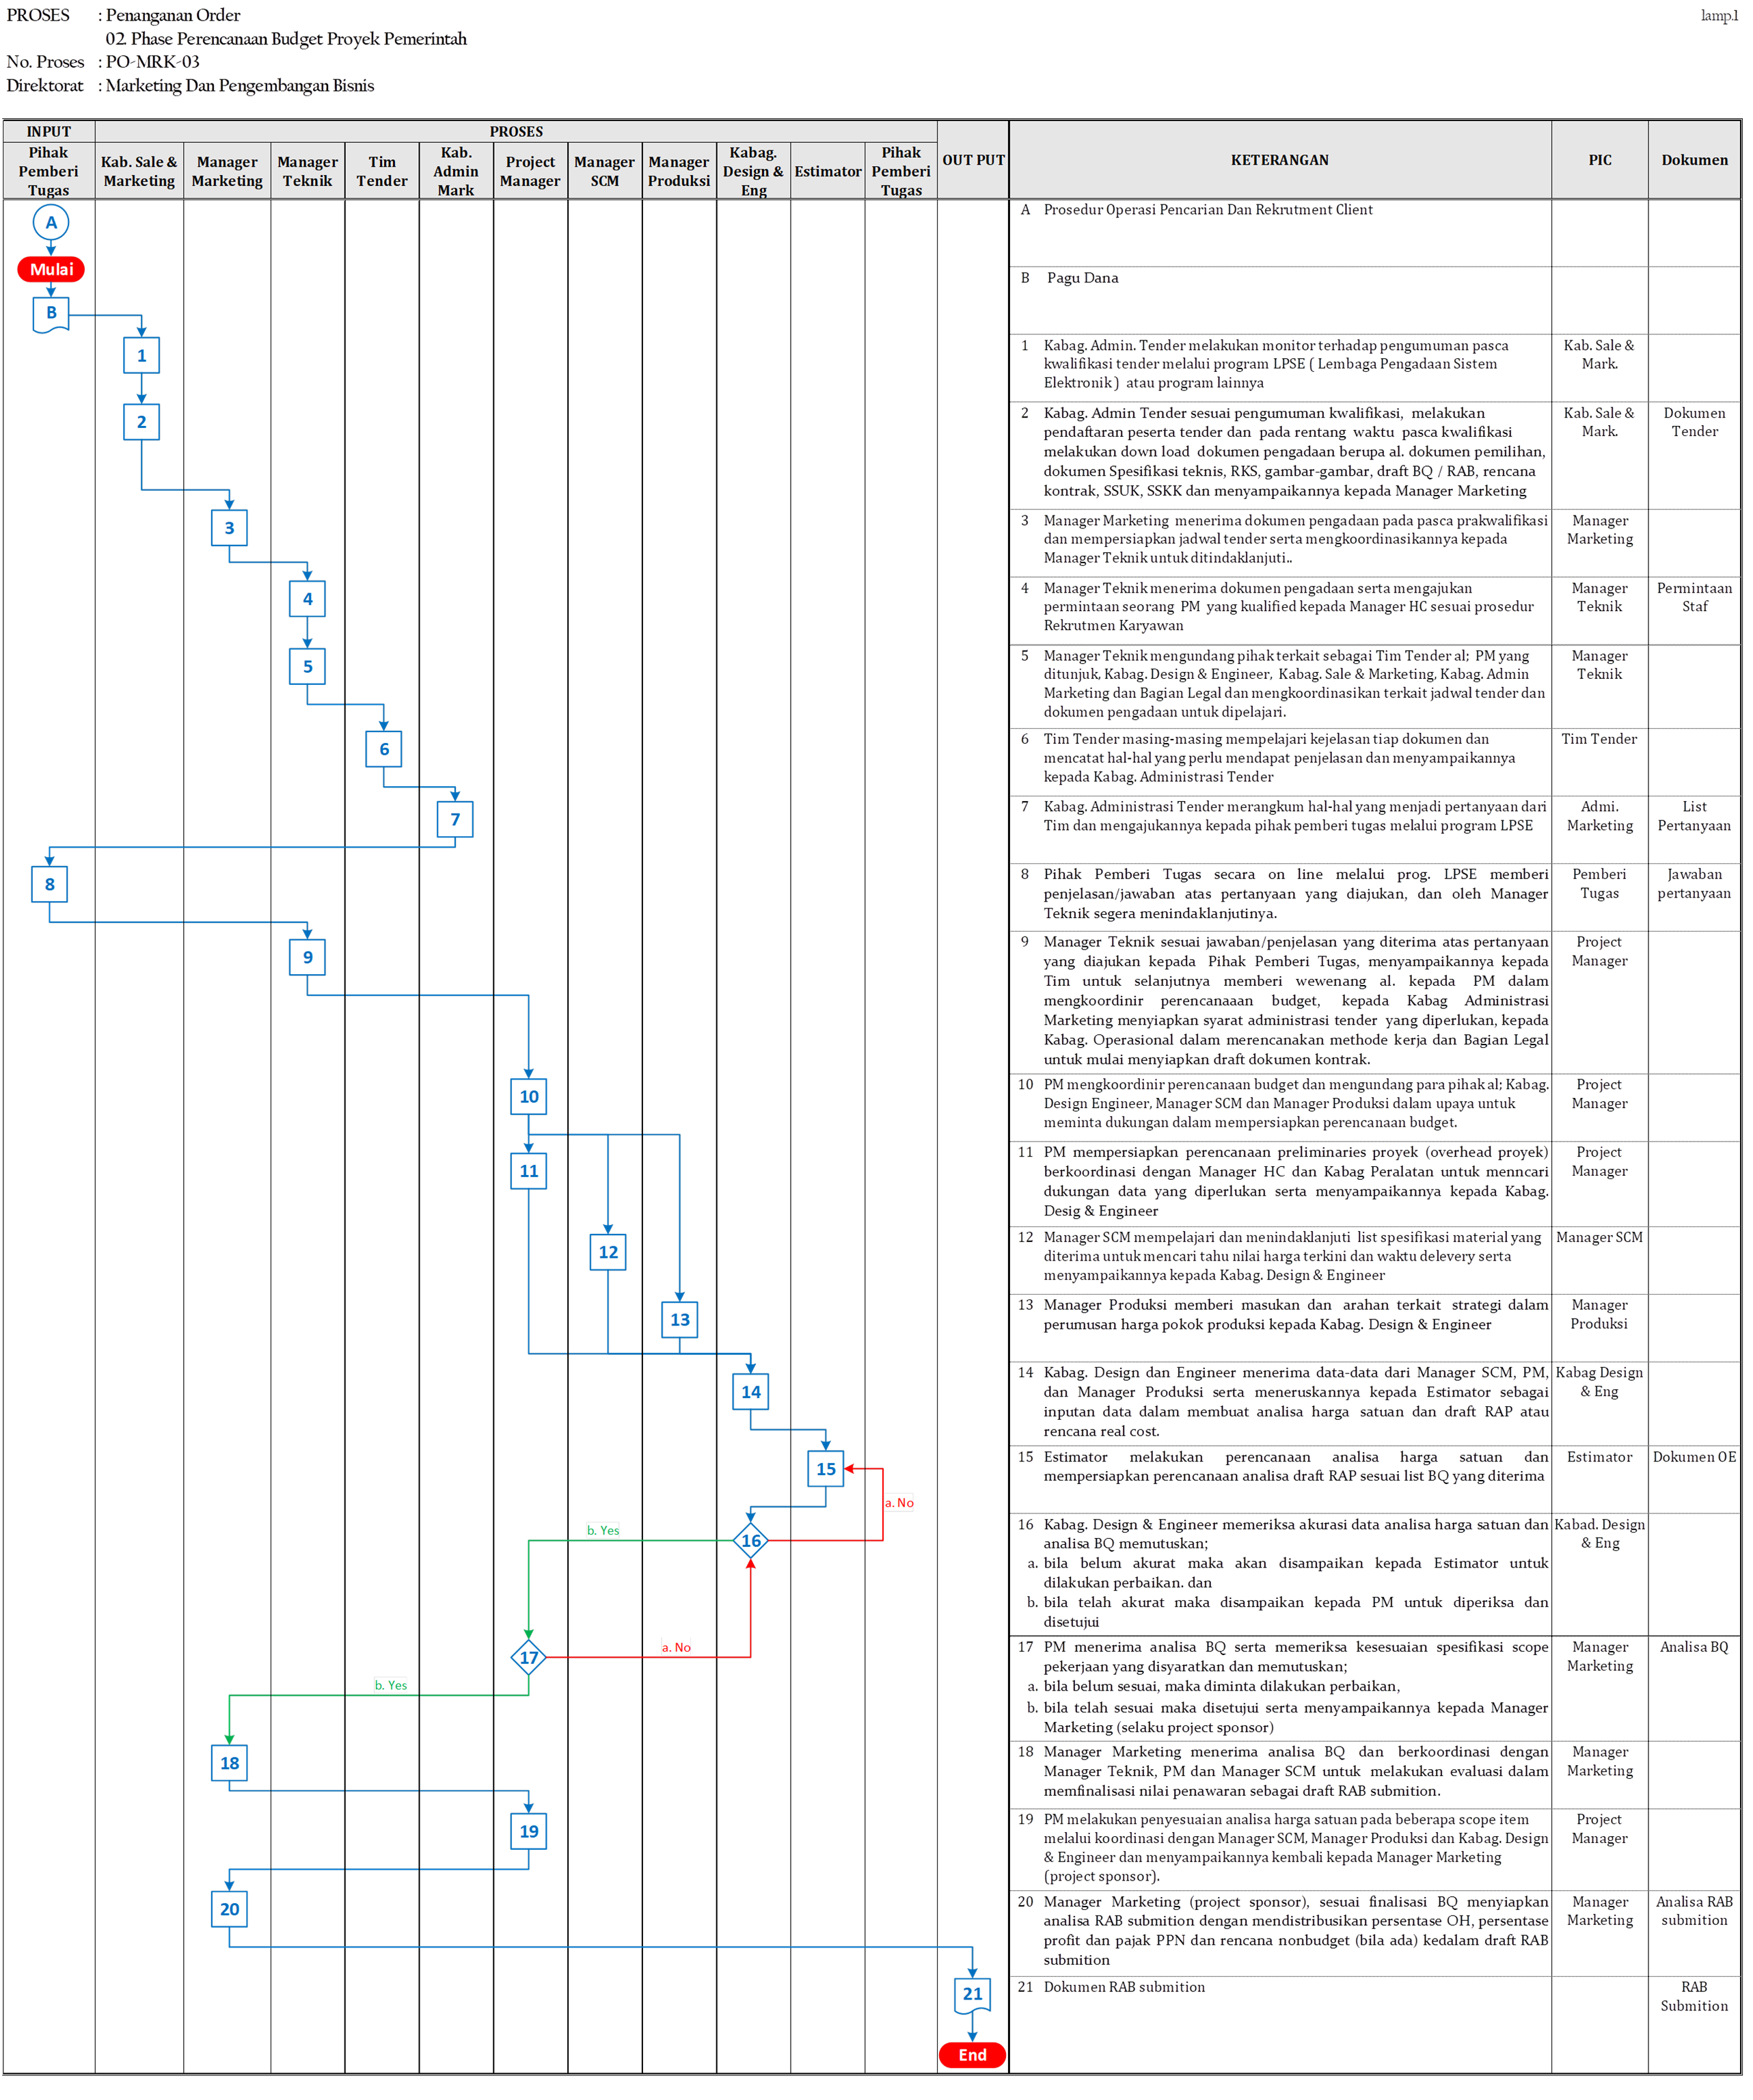 PROSES : Penanganan Order
lamp.1
02. Phase Perencanaan Budget Proyek Pemerintah
No. Proses : PO-MRK-03
Direktorat : Marketing Dan Pengembangan Bisnis
INPUT
PROSES
OUT PUT
KETERANGAN
PIC
Dokumen
Pihak
Pemberi
Tugas
Kab. Sale &
Marketing
Manager
Marketing
Manager
Teknik
Tim
Tender
Kab.
Admin
Mark
Project
Manager
Manager
SCM
Manager
Produksi
Kabag.
Design &
Eng
Estimator
Pihak
Pemberi
Tugas
A
Mulai
B
1
2
3
4
5
6
7
8
9
10
11
12
13
14
15
a. No
16
b. Yes
17
a. No
b. Yes
18
19
20
21
End
A Prosedur Operasi Pencarian Dan Rekrutment Client
B Pagu Dana
1 Kabag. Admin. Tender melakukan monitor terhadap pengumuman pasca
kwalifikasi tender melalui program LPSE ( Lembaga Pengadaan Sistem
Elektronik ) atau program lainnya
Kab. Sale &
Mark.
2 Kabag. Admin Tender sesuai pengumuman kwalifikasi, melakukan
pendaftaran peserta tender dan pada rentang waktu pasca kwalifikasi
melakukan down load dokumen pengadaan berupa al. dokumen pemilihan,
dokumen Spesifikasi teknis, RKS, gambar-gambar, draft BQ / RAB, rencana
kontrak, SSUK, SSKK dan menyampaikannya kepada Manager Marketing
Kab. Sale &
Mark.
Dokumen
Tender
3 Manager Marketing menerima dokumen pengadaan pada pasca prakwalifikasi
dan mempersiapkan jadwal tender serta mengkoordinasikannya kepada
Manager Teknik untuk ditindaklanjuti..
Manager
Marketing
4 Manager Teknik menerima dokumen pengadaan serta mengajukan
permintaan seorang PM yang kualified kepada Manager HC sesuai prosedur
Rekrutmen Karyawan
Manager
Teknik
Permintaan
Staf
5 Manager Teknik mengundang pihak terkait sebagai Tim Tender al; PM yang
ditunjuk, Kabag. Design & Engineer, Kabag. Sale & Marketing, Kabag. Admin
Marketing dan Bagian Legal dan mengkoordinasikan terkait jadwal tender dan
dokumen pengadaan untuk dipelajari.
Manager
Teknik
6 Tim Tender masing-masing mempelajari kejelasan tiap dokumen dan
mencatat hal-hal yang perlu mendapat penjelasan dan menyampaikannya
kepada Kabag. Administrasi Tender
Tim Tender
7 Kabag. Administrasi Tender merangkum hal-hal yang menjadi pertanyaan dari
Tim dan mengajukannya kepada pihak pemberi tugas melalui program LPSE
Admi.
Marketing
List
Pertanyaan
8 Pihak Pemberi Tugas secara on line melalui prog. LPSE memberi
penjelasan/jawaban atas pertanyaan yang diajukan, dan oleh Manager
Teknik segera menindaklanjutinya.
Pemberi
Tugas
Jawaban
pertanyaan
9 Manager Teknik sesuai jawaban/penjelasan yang diterima atas pertanyaan
yang diajukan kepada Pihak Pemberi Tugas, menyampaikannya kepada
Tim untuk selanjutnya memberi wewenang al. kepada PM dalam
mengkoordinir perencanaaan budget, kepada Kabag Administrasi
Marketing menyiapkan syarat administrasi tender yang diperlukan, kepada
Kabag. Operasional dalam merencanakan methode kerja dan Bagian Legal
untuk mulai menyiapkan draft dokumen kontrak.
Project
Manager
10 PM mengkoordinir perencanaan budget dan mengundang para pihak al; Kabag.
Design Engineer, Manager SCM dan Manager Produksi dalam upaya untuk
meminta dukungan dalam mempersiapkan perencanaan budget.
Project
Manager
11 PM mempersiapkan perencanaan preliminaries proyek (overhead proyek)
berkoordinasi dengan Manager HC dan Kabag Peralatan untuk menncari
dukungan data yang diperlukan serta menyampaikannya kepada Kabag.
Desig & Engineer
Project
Manager
12 Manager SCM mempelajari dan menindaklanjuti list spesifikasi material yang
diterima untuk mencari tahu nilai harga terkini dan waktu delevery serta
menyampaikannya kepada Kabag. Design & Engineer
Manager SCM
13 Manager Produksi memberi masukan dan arahan terkait strategi dalam
perumusan harga pokok produksi kepada Kabag. Design & Engineer
Manager
Produksi
14 Kabag. Design dan Engineer menerima data-data dari Manager SCM, PM,
dan Manager Produksi serta meneruskannya kepada Estimator sebagai
inputan data dalam membuat analisa harga satuan dan draft RAP atau
rencana real cost.
Kabag Design
& Eng
15 Estimator melakukan perencanaan analisa harga satuan dan
mempersiapkan perencanaan analisa draft RAP sesuai list BQ yang diterima
Estimator
Dokumen OE
16 Kabag. Design & Engineer memeriksa akurasi data analisa harga satuan dan
analisa BQ memutuskan;
a. bila belum akurat maka akan disampaikan kepada Estimator untuk
dilakukan perbaikan. dan
b. bila telah akurat maka disampaikan kepada PM untuk diperiksa dan
disetujui
Kabad. Design
& Eng
17 PM menerima analisa BQ serta memeriksa kesesuaian spesifikasi scope
pekerjaan yang disyaratkan dan memutuskan;
a. bila belum sesuai, maka diminta dilakukan perbaikan,
b. bila telah sesuai maka disetujui serta menyampaikannya kepada Manager
Marketing (selaku project sponsor)
Manager
Marketing
Analisa BQ
18 Manager Marketing menerima analisa BQ dan berkoordinasi dengan
Manager Teknik, PM dan Manager SCM untuk melakukan evaluasi dalam
memfinalisasi nilai penawaran sebagai draft RAB submition.
Manager
Marketing
19 PM melakukan penyesuaian analisa harga satuan pada beberapa scope item
melalui koordinasi dengan Manager SCM, Manager Produksi dan Kabag. Design
& Engineer dan menyampaikannya kembali kepada Manager Marketing
(project sponsor).
Project
Manager
20 Manager Marketing (project sponsor), sesuai finalisasi BQ menyiapkan
analisa RAB submition dengan mendistribusikan persentase OH, persentase
profit dan pajak PPN dan rencana nonbudget (bila ada) kedalam draft RAB
submition
Manager
Marketing
Analisa RAB
submition
21 Dokumen RAB submition
RAB
Submition